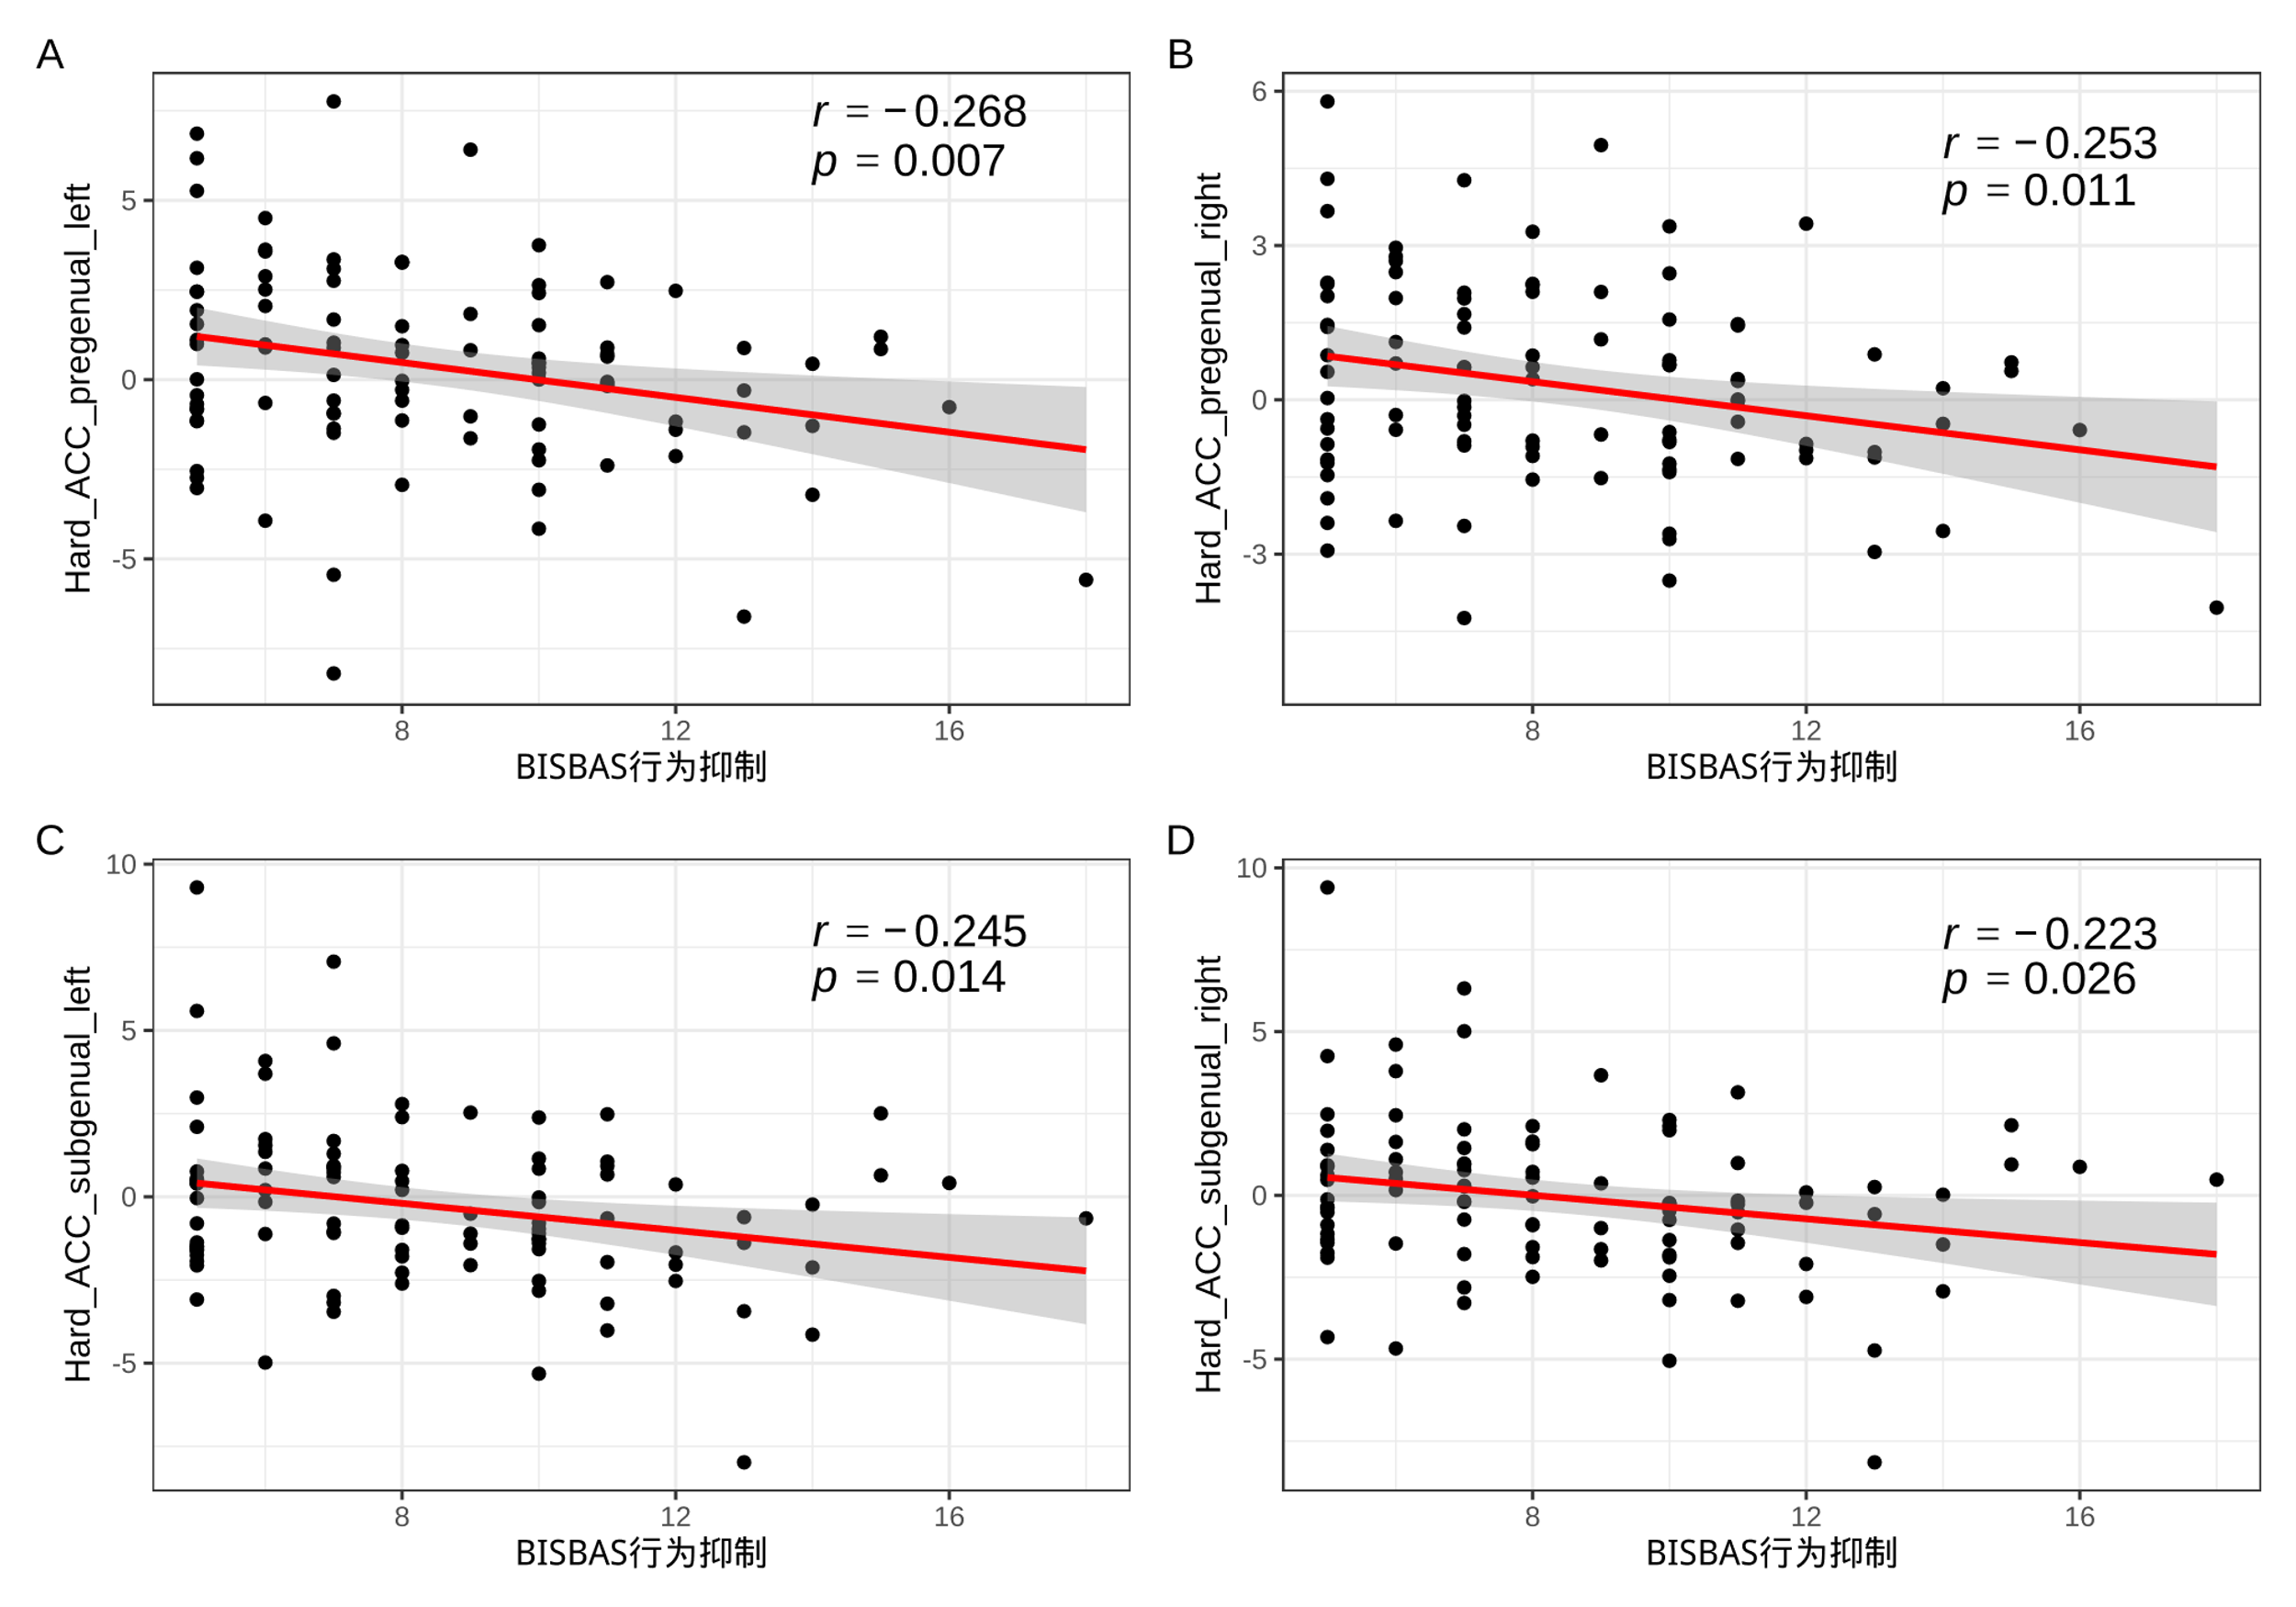 A
r = −0.268
p = 0.007
Hard_ACC_pregenual_left
5
0
-5
8 12 16
BISBAS行为抑制
B
r = −0.253
p = 0.011
Hard_ACC_pregenual_right
6
3
0
-3
8 12 16
BISBAS行为抑制
C
r = −0.245
p = 0.014
Hard_ACC_subgenual_left
10
5
0
-5
8 12 16
BISBAS行为抑制
D
r = −0.223
p = 0.026
Hard_ACC_subgenual_right
10
5
0
-5
8 12 16
BISBAS行为抑制